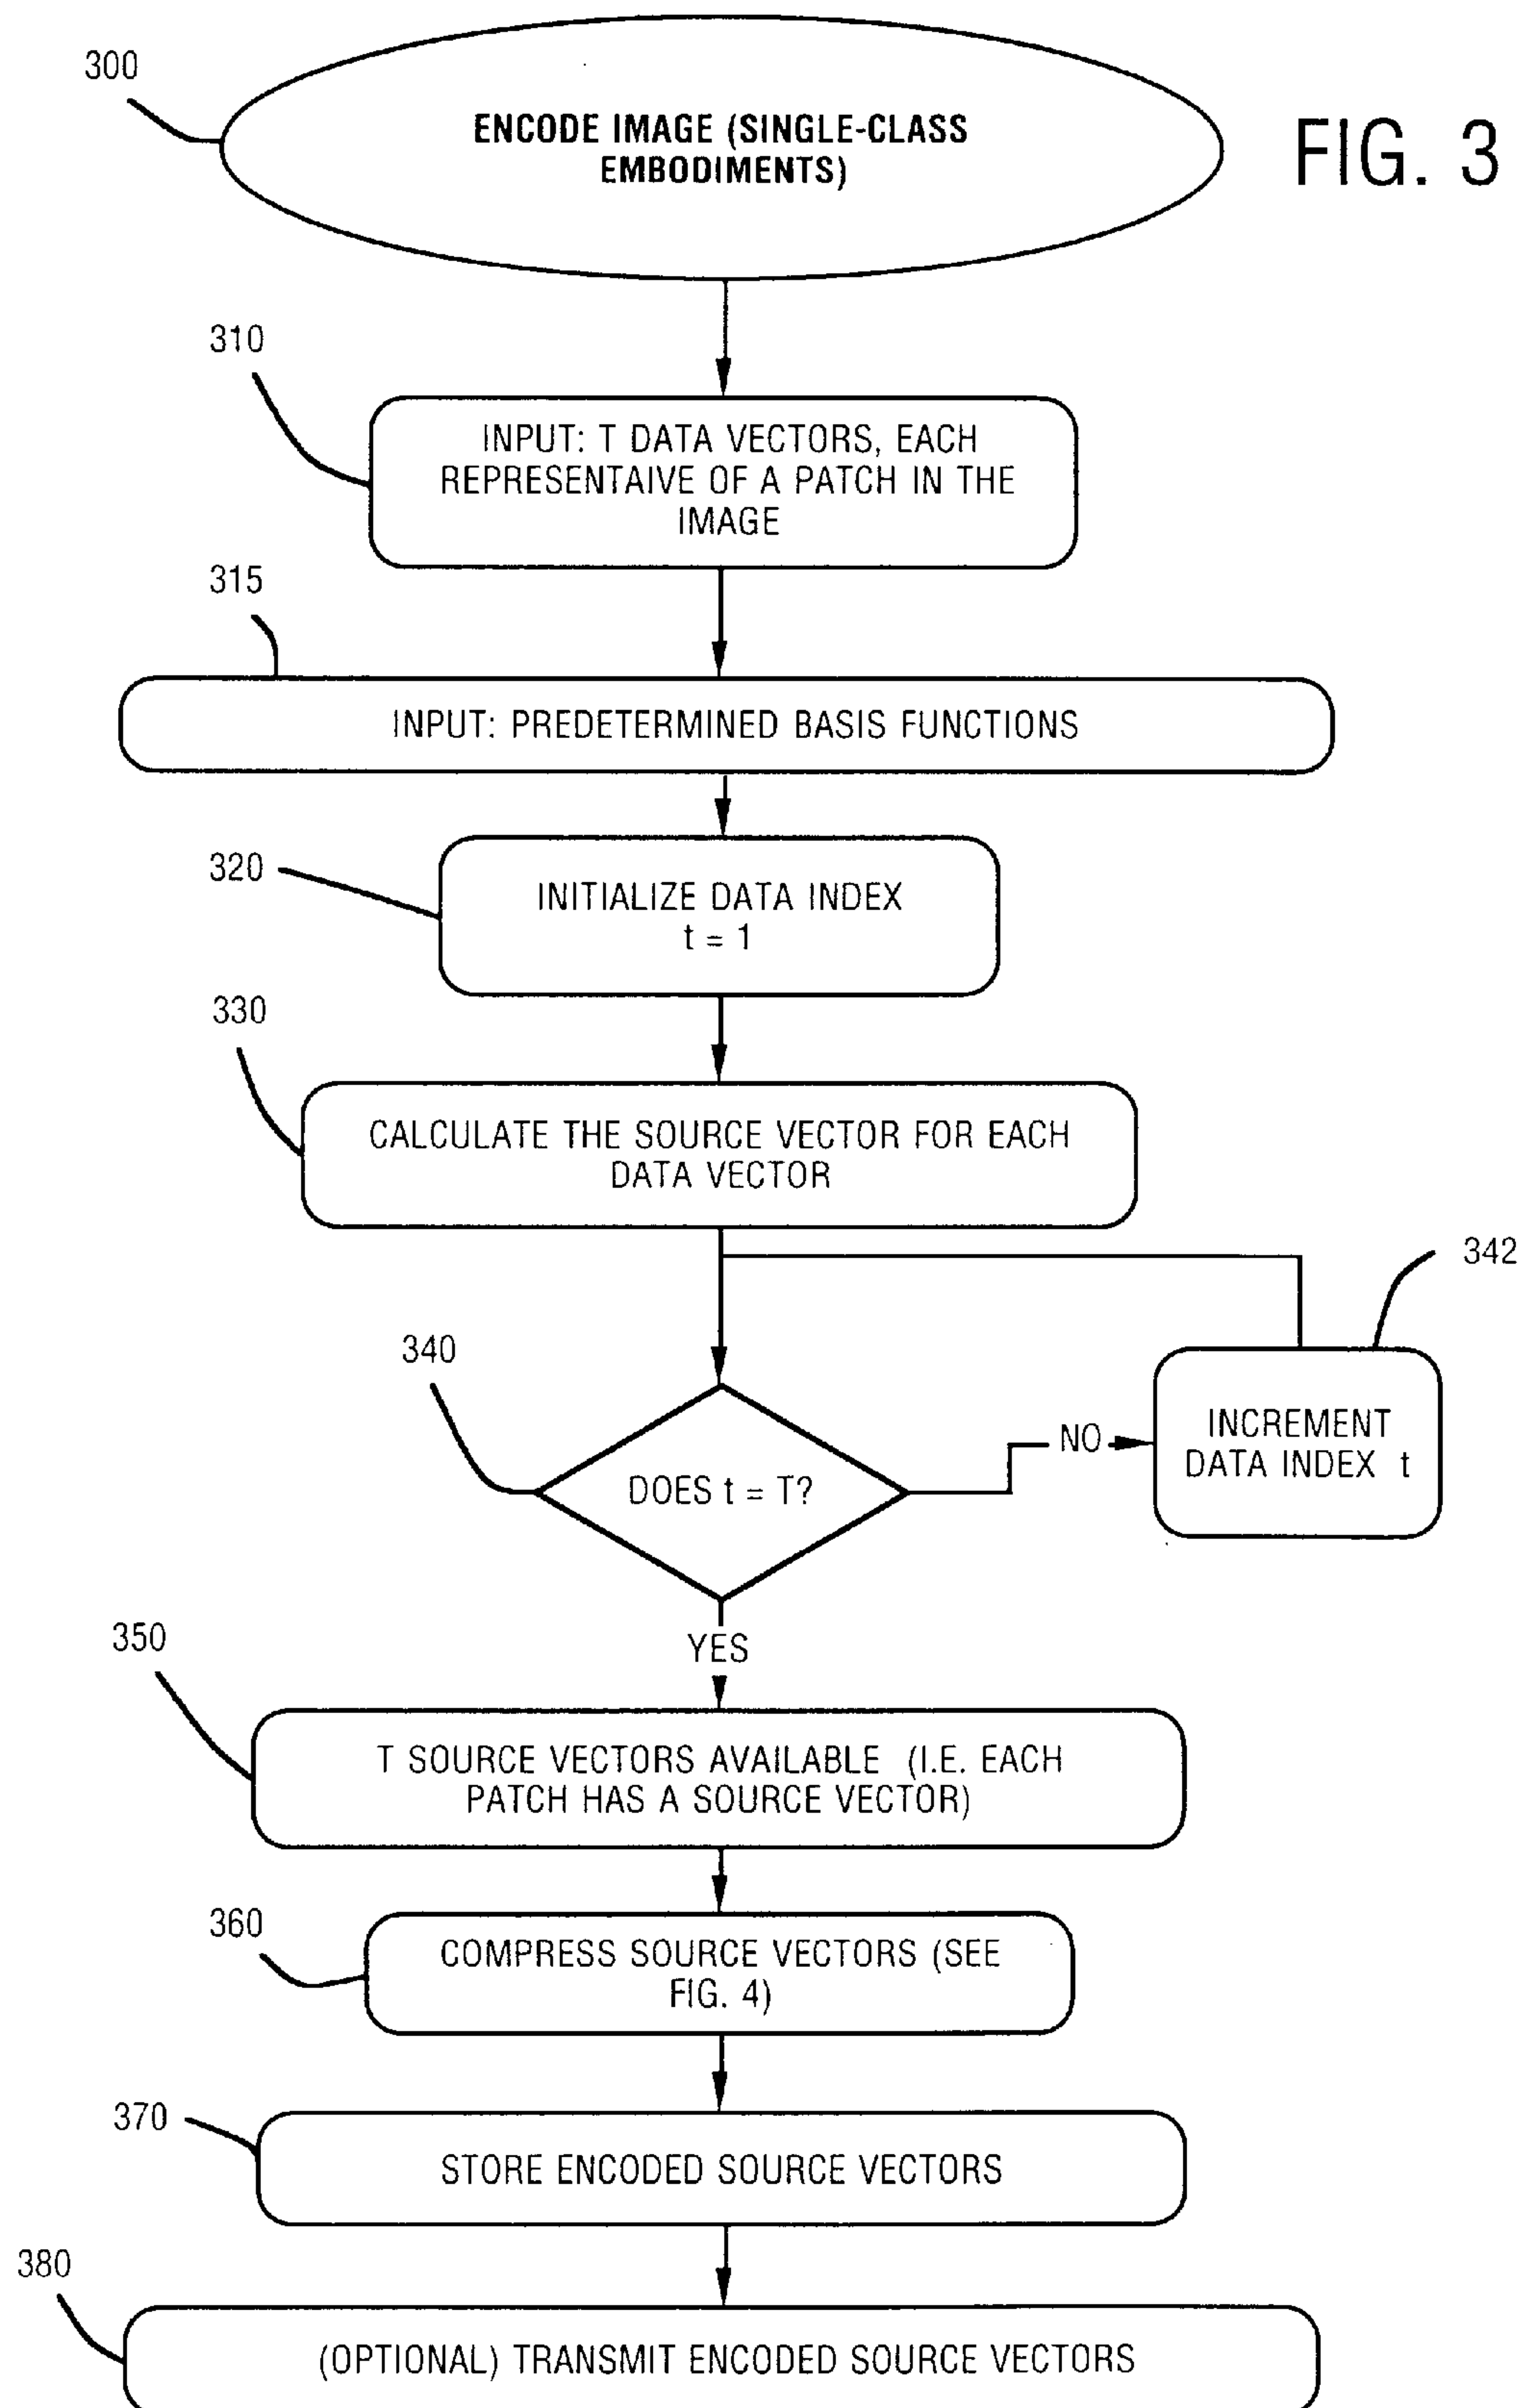 300
ENCODE IMAGE (SINGLE-CLASS
EMBODIMENTS)
FIG. 3
310
INPUT: T DATA VECTORS, EACH
REPRESENTAIVE OF A PATCH IN THE
IMAGE
315
INPUT: PREDETERMINED BASIS FUNCTIONS
320
INITIALIZE DATA INDEX
t = 1
330
CALCULATE THE SOURCE VECTOR FOR EACH
DATA VECTOR
342
340
DOES t = T?
NO
INCREMENT
DATA INDEX t
YES
350
T SOURCE VECTORS AVAILABLE (I.E. EACH
PATCH HAS A SOURCE VECTOR)
360
COMPRESS SOURCE VECTORS (SEE
FIG. 4)
370
STORE ENCODED SOURCE VECTORS
380
(OPTIONAL) TRANSMIT ENCODED SOURCE VECTORS